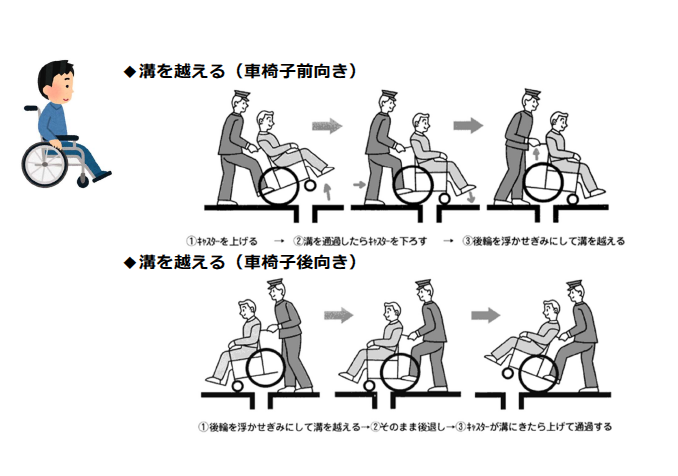 ◆溝を越える（車椅子前向き）
①ｷｬｽﾀｰを上げる → ②溝を通過したらｷｬｽﾀｰを下ろす → ③後輪を浮かせぎみにして溝を越える
◆溝を越える（車椅子後向き）
①後輪を浮かせぎみにして溝を越える→②そのまま後退し→③ｷｬｽﾀｰが溝にきたら上げて通過する